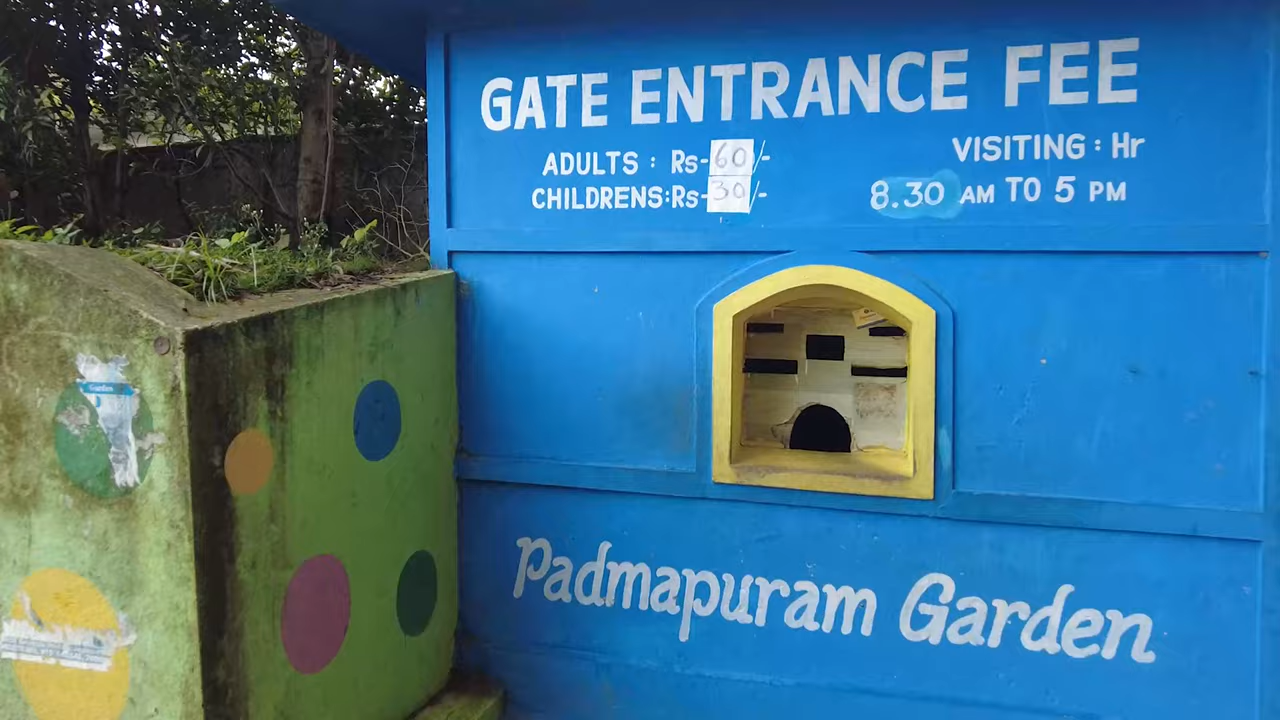 GATE ENTRANCE FEE
ADULTS : Rs-60/-
CHILDRENS:Rs-30/-
VISITING : Hr
8.30 AM TO 5 PM
Padmapuram Garden
Garden